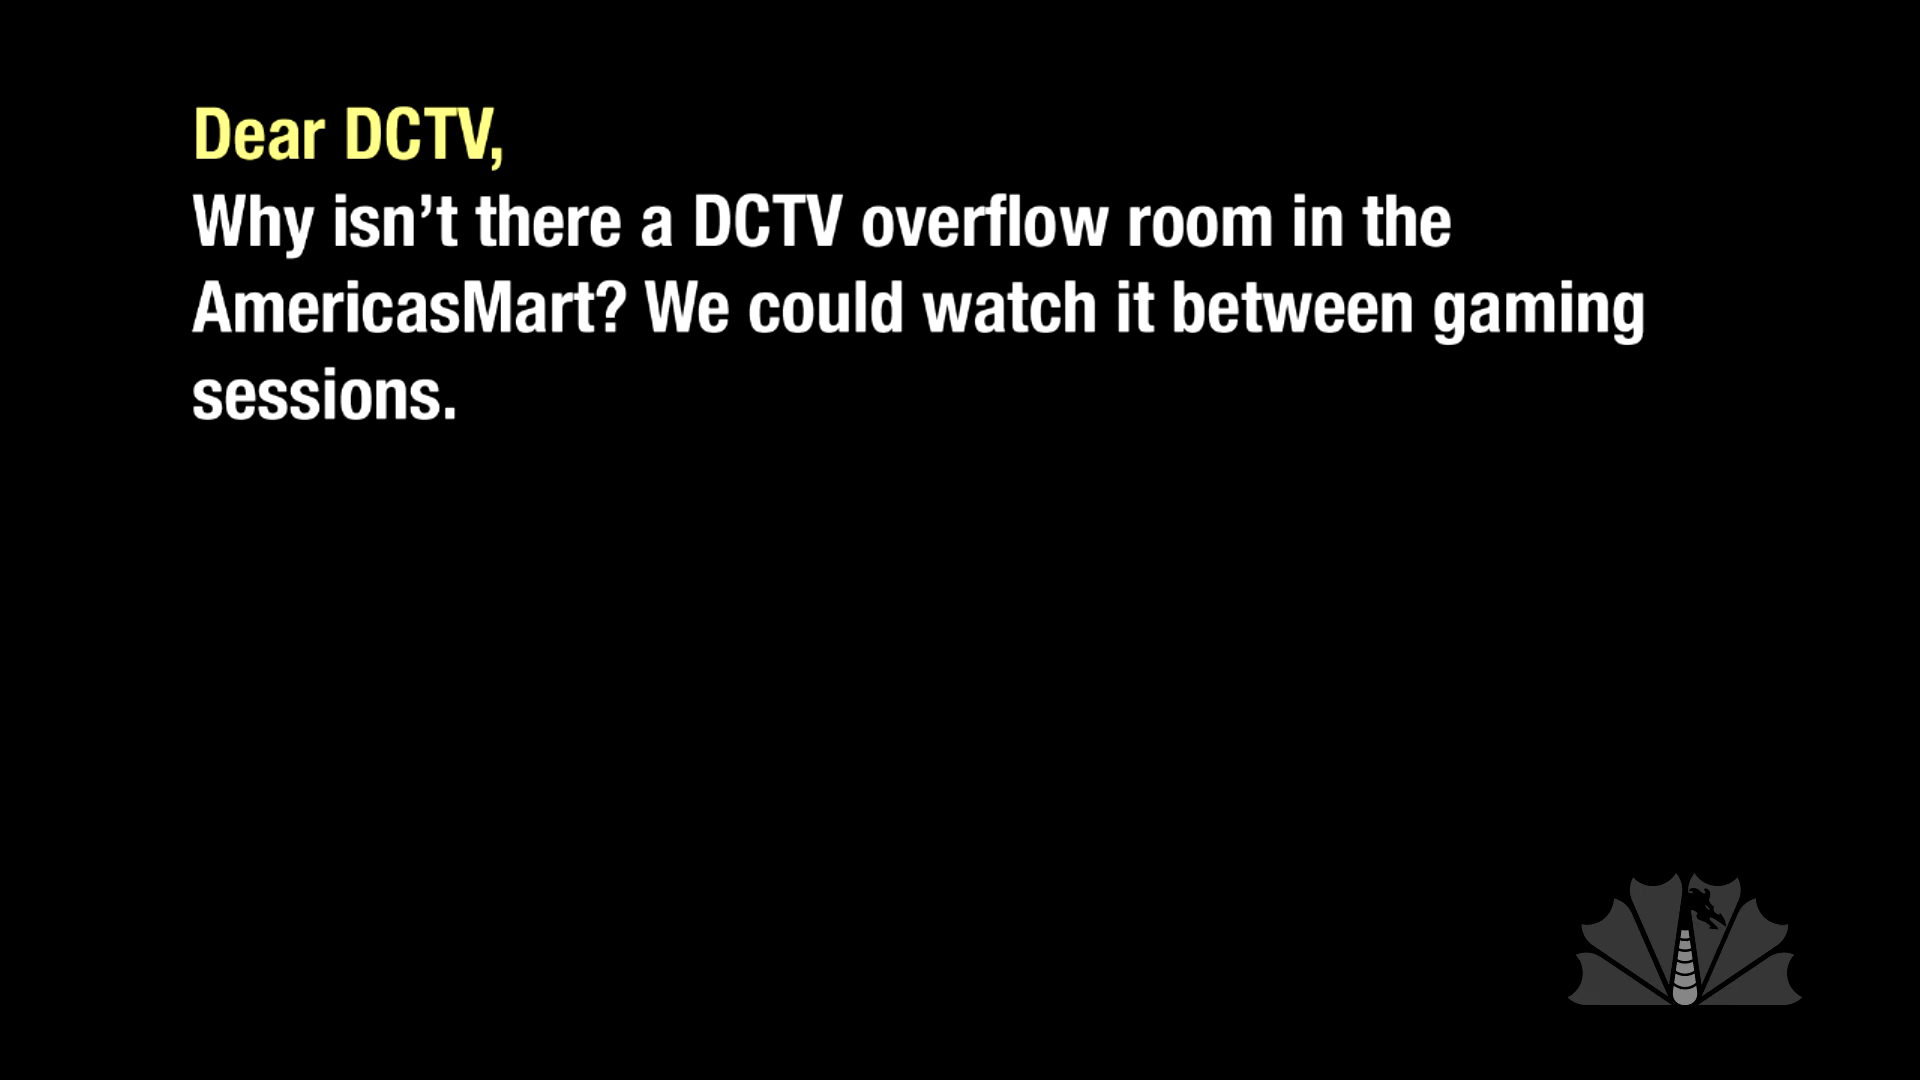 Dear DCTV,
Why isn’t there a DCTV overflow room in the
AmericasMart? We could watch it between gaming
sessions.